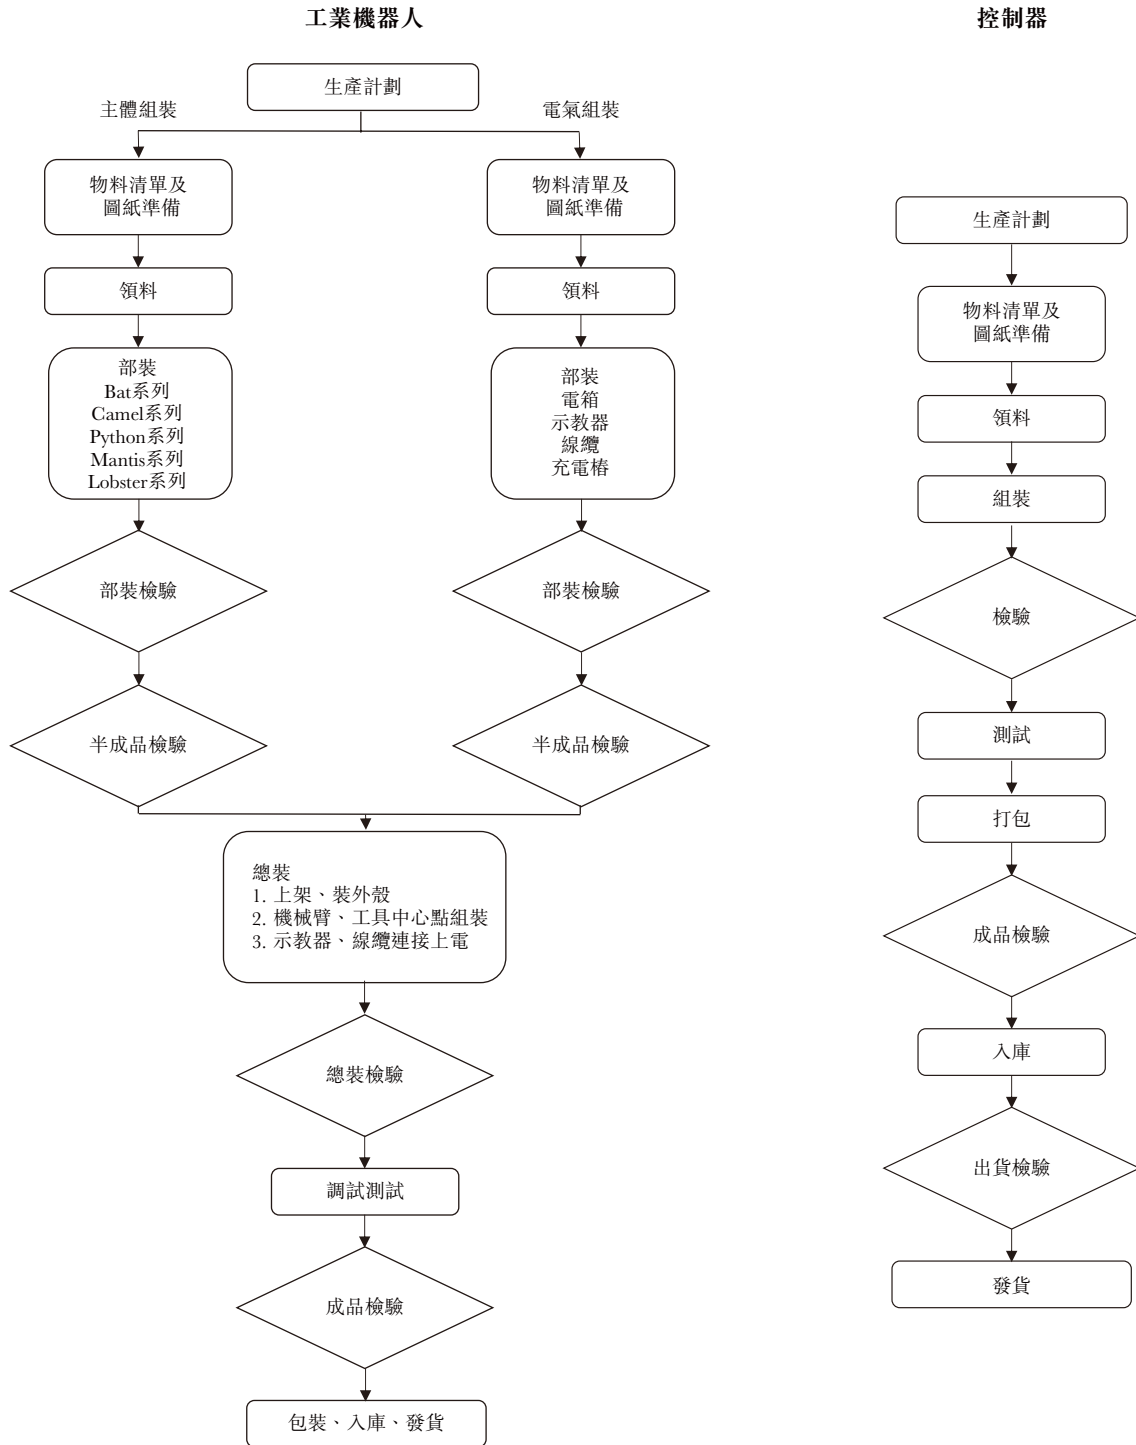 工業機器人
生產計劃
主體組裝
電氣組裝
物料清單及
圖紙準備
領料
部裝
Bat系列
Camel系列
Python系列
Mantis系列
Lobster系列
部裝檢驗
半成品檢驗
物料清單及
圖紙準備
領料
部装
電箱
示教器
線纜
充電樁
部裝檢驗
半成品檢驗
總裝
1. 上架、裝外殼
2. 機械臂、工具中心點組裝
3. 示教器、線纜連接上電
總裝檢驗
調試測試
成品檢驗
包裝、入庫、發貨
控制器
生產計劃
物料清單及
圖紙準備
領料
組裝
檢驗
測試
打包
成品檢驗
入庫
出貨檢驗
發貨